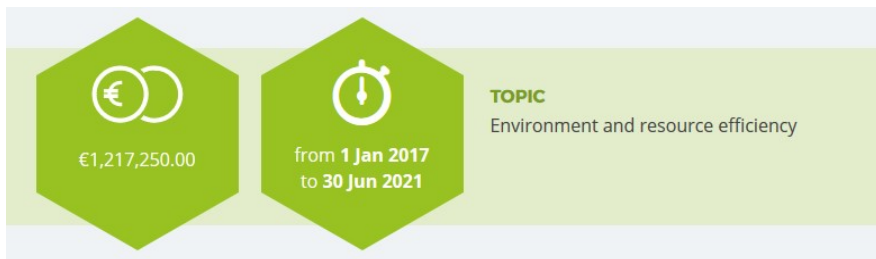 €
€1,217,250.00
from 1 Jan 2017
to 30 Jun 2021
TOPIC
Environment and resource efficiency